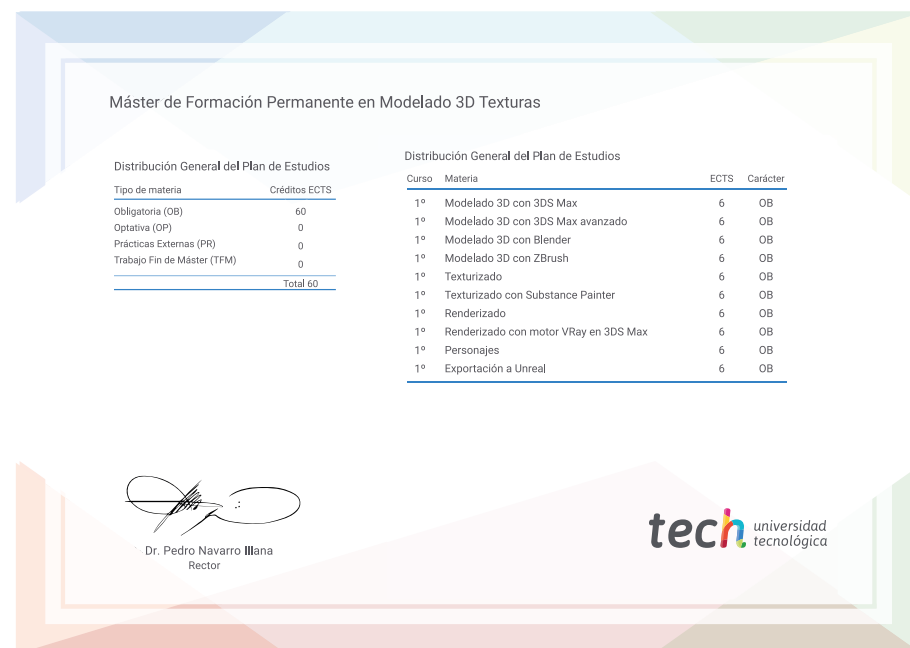 Máster de Formación Permanente en Modelado 3D Texturas
Distribución General del Plan de Estudios
Tipo de materia Créditos ECTS
Obligatoria (OB) 60
Optativa (OP) 0
Prácticas Externas (PR) 0
Trabajo Fin de Máster (TFM) 0
Total 60
Distribución General del Plan de Estudios
Curso Materia ECTS Carácter
1º Modelado 3D con 3DS Max 6 OB
1º Modelado 3D con 3DS Max avanzado 6 OB
1º Modelado 3D con Blender 6 OB
1º Modelado 3D con ZBrush 6 OB
1º Texturizado 6 OB
1º Texturizado con Substance Painter 6 OB
1º Renderizado 6 OB
1º Renderizado con motor VRay en 3DS Max 6 OB
1º Personajes 6 OB
1º Exportación a Unreal 6 OB
Dr. Pedro Navarro Illana
Rector
tech universidad
tecnológica